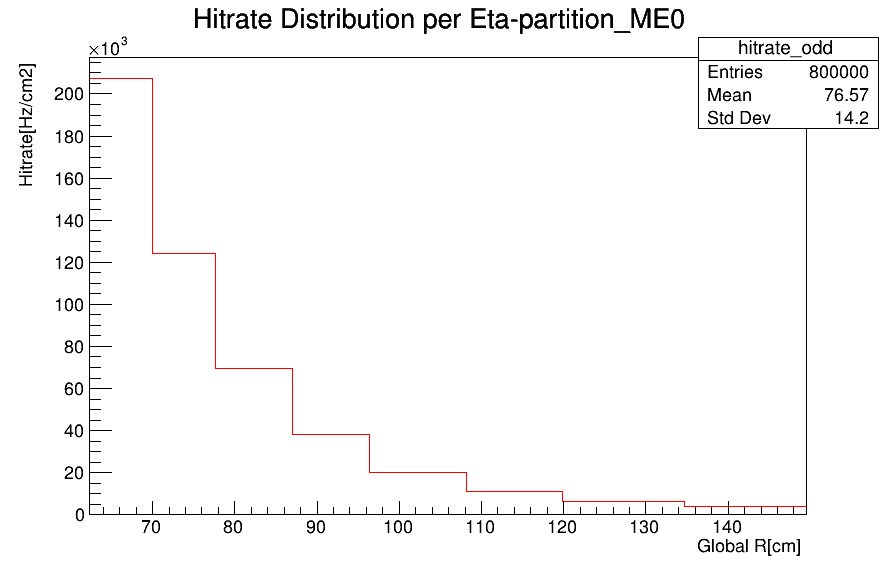 Hitrate Distribution per Eta-partition_ME0
×10³
hitrate_odd
Entries 800000
Mean 76.57
Std Dev 14.2
Hitrate[Hz/cm2]
200
180
160
140
120
100
80
60
40
20
0
70 80 90 100 110 120 130 140
Global R[cm]